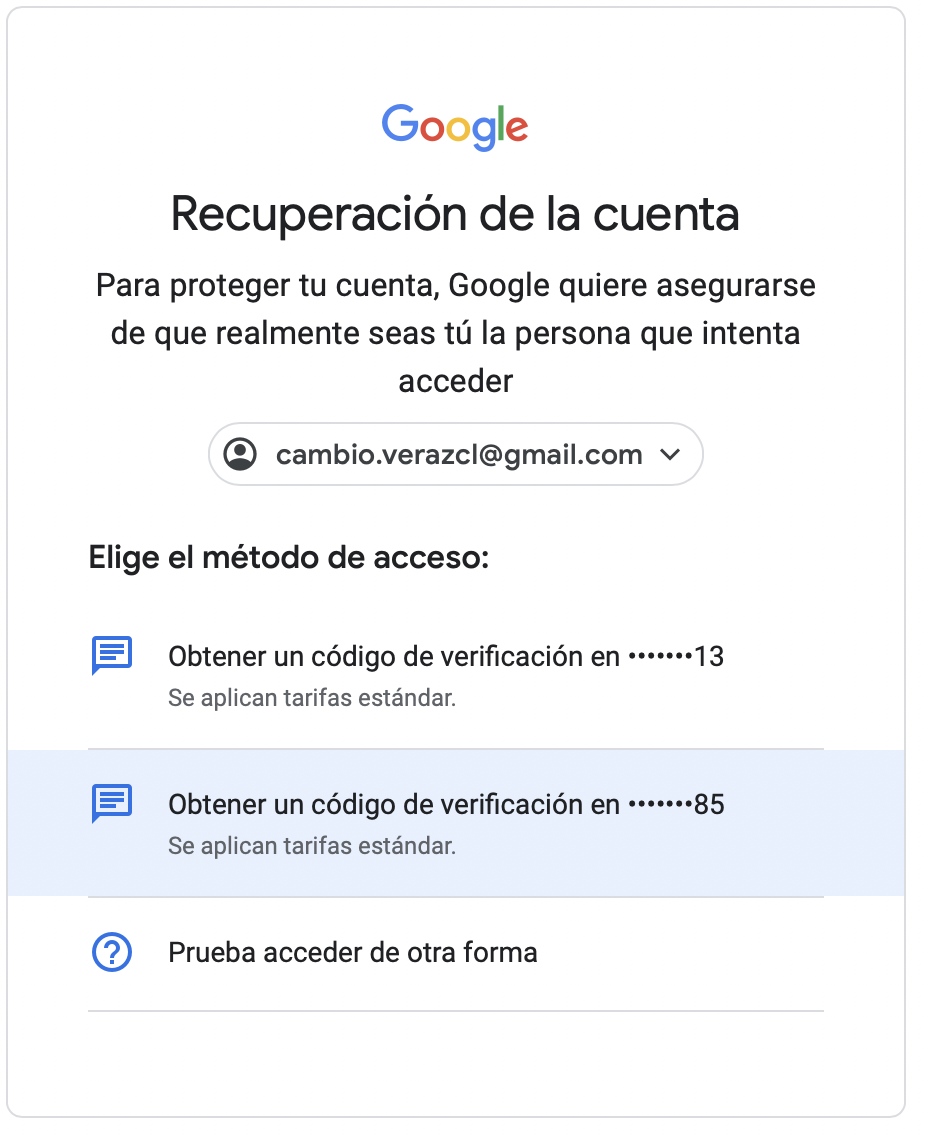 Google
Recuperación de la cuenta
Para proteger tu cuenta, Google quiere asegurarse
de que realmente seas tú la persona que intenta
acceder
cambio.verazcl@gmail.com
Elige el método de acceso:
Obtener un código de verificación en •••••••13
Se aplican tarifas estándar.
Obtener un código de verificación en •••••••85
Se aplican tarifas estándar.
Prueba acceder de otra forma